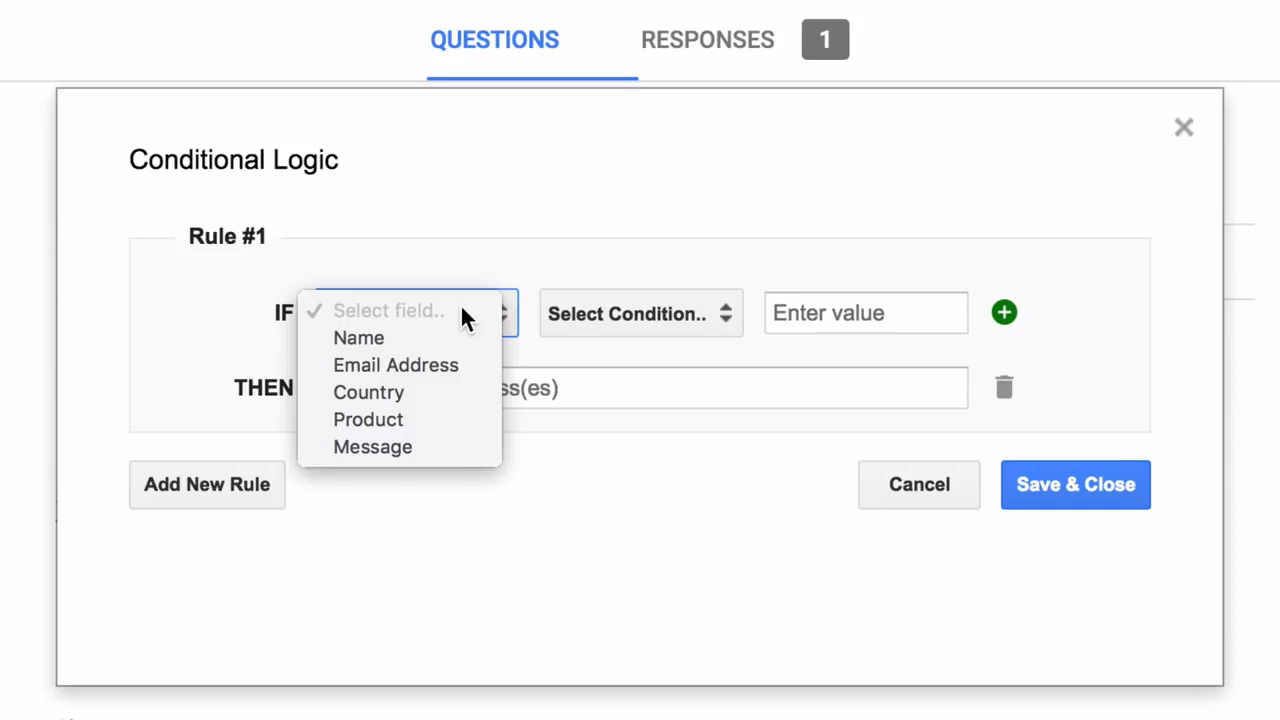 QUESTIONS RESPONSES 1
×
Conditional Logic
Rule #1
IF ✓ Select field.. Select Condition.. Enter value
Name
Email Address
Country
THEN ss(es)
Product
Message
Add New Rule Cancel Save & Close